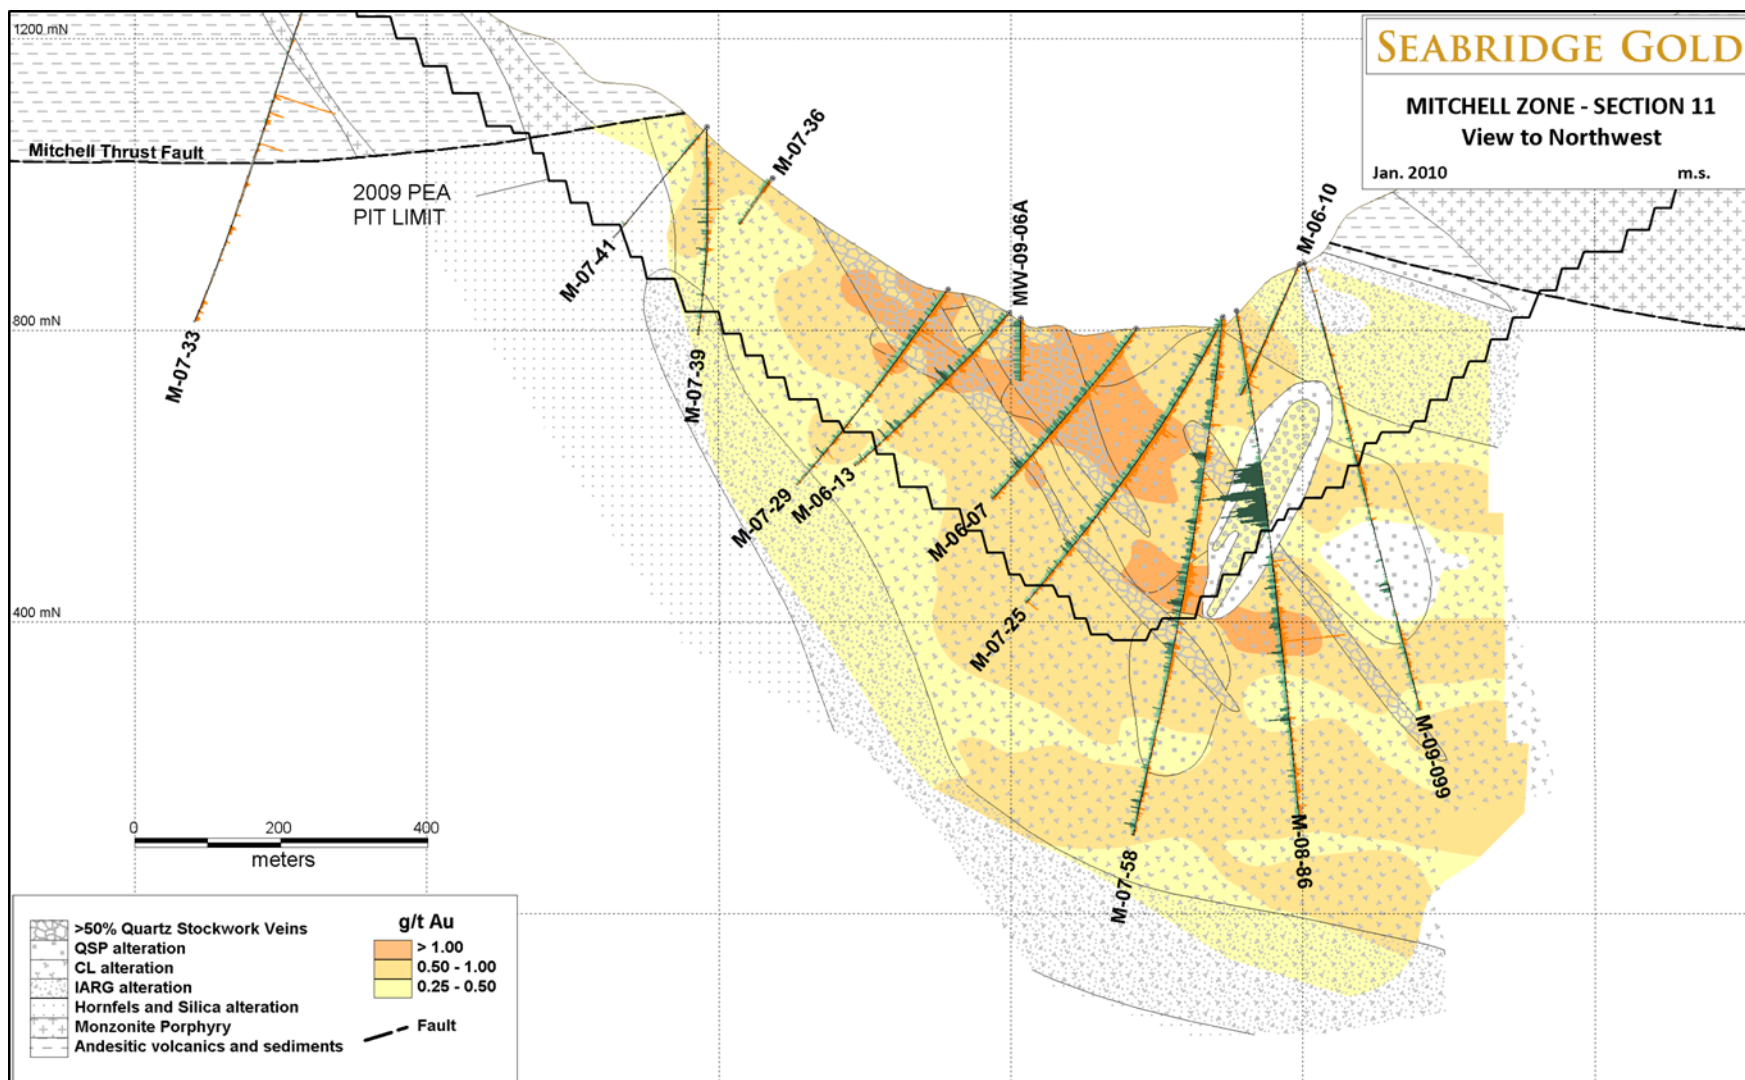 1200 mN
SEABRIDGE GOLD
MITCHELL ZONE - SECTION 11
View to Northwest
Jan. 2010 m.s.
Mitchell Thrust Fault
2009 PEA
PIT LIMIT
M-07-36
MW-09-06A
M-06-10
M-07-41
800 mN
M-07-33
M-07-39
M-07-29
M-06-13
M-06-07
M-07-25
400 mN
M-09-099
M-08-86
M-07-58
0 200 400
meters
>50% Quartz Stockwork Veins
QSP alteration
CL alteration
IARG alteration
Hornfels and Silica alteration
Monzonite Porphyry
Andesitic volcanics and sediments
g/t Au
> 1.00
0.50 - 1.00
0.25 - 0.50
Fault